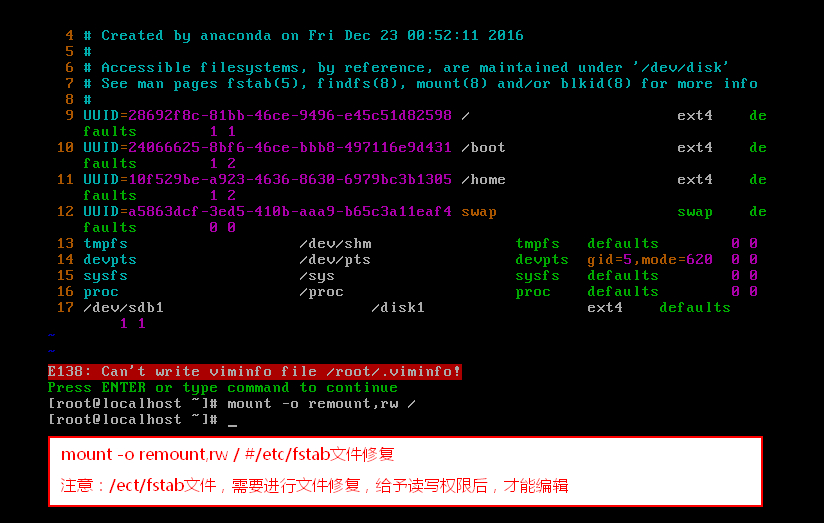 4 # Created by anaconda on Fri Dec 23 00:52:11 2016
5 #
6 # Accessible filesystems, by reference, are maintained under '/dev/disk'
7 # See man pages fstab(5), findfs(8), mount(8) and/or blkid(8) for more info
8 #
9 UUID=28692f8c-81bb-46ce-9496-e45c51d82598 / ext4 de
faults 1 1
10 UUID=24066625-8bf6-46ce-bbb8-497116e9d431 /boot ext4 de
faults 1 2
11 UUID=10f529be-a923-4636-8630-6979bc3b1305 /home ext4 de
faults 1 2
12 UUID=a5863dcf-3ed5-410b-aaa9-b65c3a11eaf4 swap swap de
faults 0 0
13 tmpfs /dev/shm tmpfs defaults 0 0
14 devpts /dev/pts devpts gid=5,mode=620 0 0
15 sysfs /sys sysfs defaults 0 0
16 proc /proc proc defaults 0 0
17 /dev/sdb1 /disk1 ext4 defaults
1 1
~
~
E138: Can't write viminfo file /root/.viminfo!
Press ENTER or type command to continue
[root@localhost ~]# mount -o remount,rw /
[root@localhost ~]# _
mount -o remount,rw / #/etc/fstab文件修复
注意：/ect/fstab文件，需要进行文件修复，给予读写权限后，才能编辑